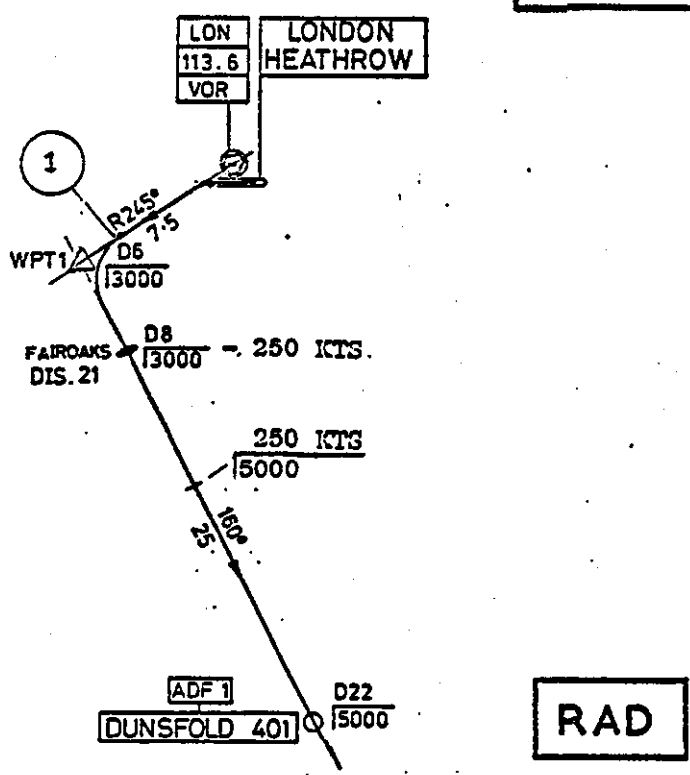 LON
113.6
VOR
LONDON
HEATHROW
1
R245°
7.5
WPT1
D6
3000
D8
3000 - 250 KTS.
FAIROAKS
DIS. 21
250 KTS
5000
160°
25
ADF 1
DUNSFOLD 401
D22
5000
RAD